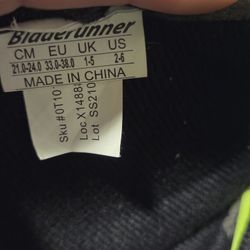 Bladerunner
CM EU UK US
21.0-24.0 33.0-38.0 1-5 2-6
MADE IN CHINA
Sku #0T101
Loc X1488
Lot SS210